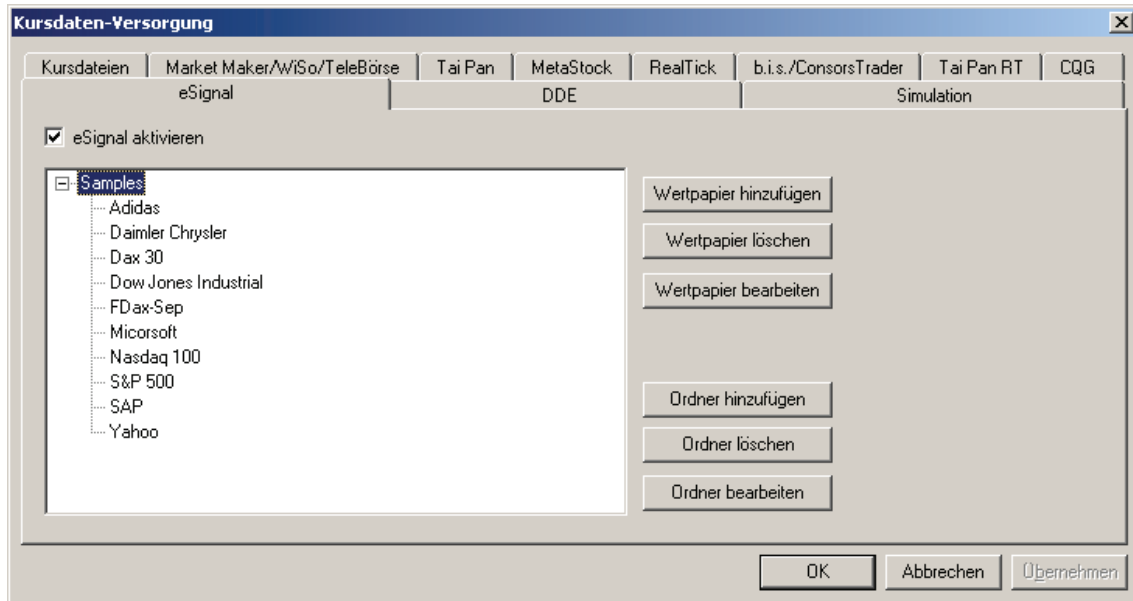 Kursdaten-Versorgung
Kursdateien Market Maker/WiSo/TeleBörse Tai Pan MetaStock RealTick b.i.s./ConsorsTrader Tai Pan RT CQG
eSignal DDE Simulation
eSignal aktivieren
Samples
Adidas
Daimler Chrysler
Dax 30
Dow Jones Industrial
FDax-Sep
Micorsoft
Nasdaq 100
S&P 500
SAP
Yahoo
Wertpapier hinzufügen
Wertpapier löschen
Wertpapier bearbeiten
Ordner hinzufügen
Ordner löschen
Ordner bearbeiten
OK Abbrechen Übernehmen